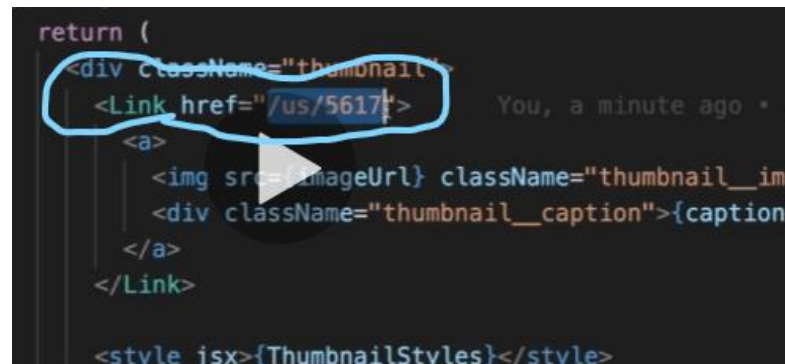 return (
<div className="thumbnail">
<Link href="/us/5617"> You, a minute ago •
<a>
<img src={imageUrl} className="thumbnail__im
<div className="thumbnail__caption">{caption
</a>
</Link>
<style jsx>{ThumbnailStyles}</style>